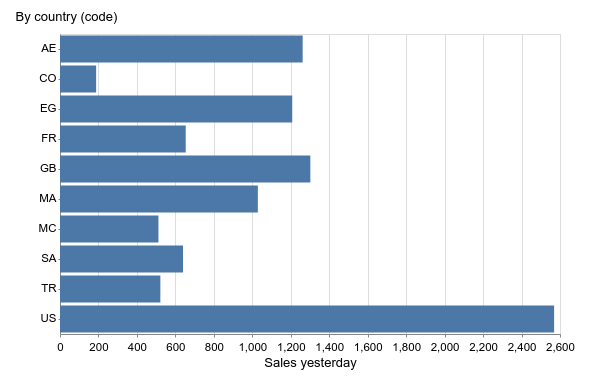 By country (code)
AE
CO
EG
FR
GB
MA
MC
SA
TR
US
0 200 400 600 800 1,000 1,200 1,400 1,600 1,800 2,000 2,200 2,400 2,600
Sales yesterday